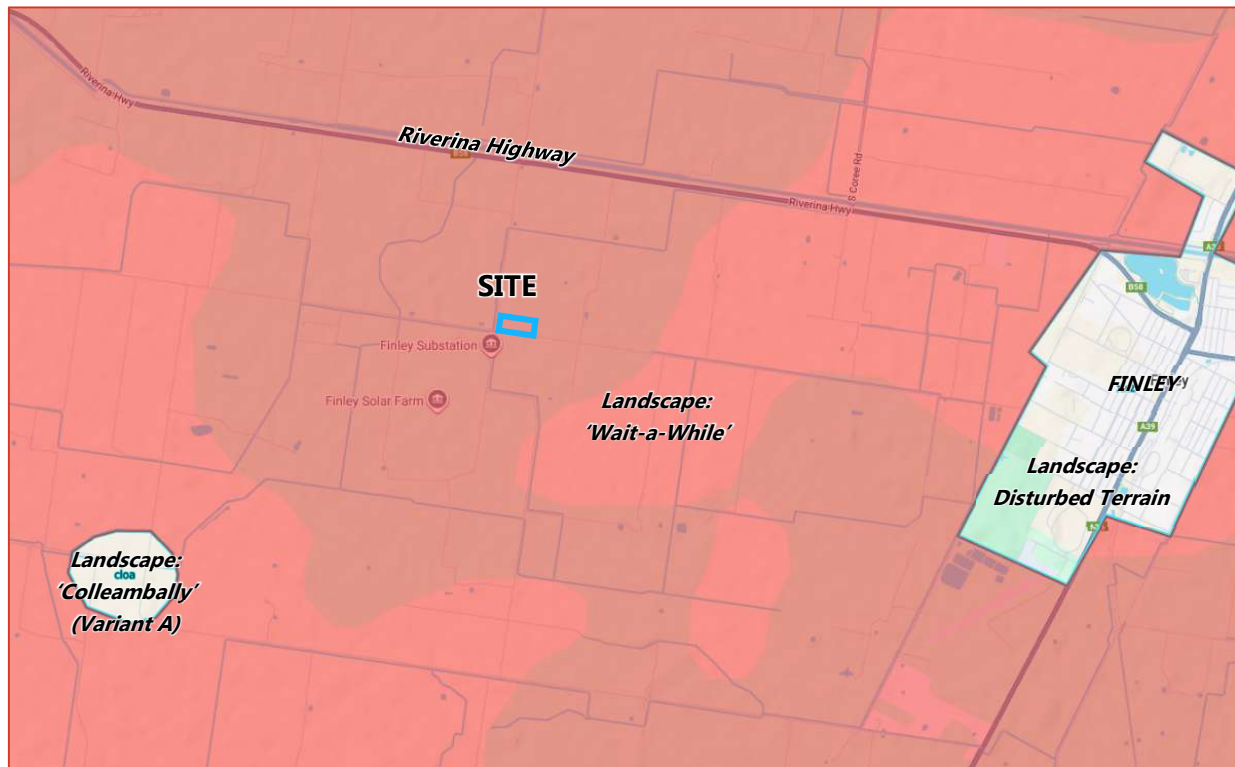 Riverina Hwy
Riverina Highway
B58
S Coree Rd
Riverina Hwy
SITE
B58
Finley Substation
FINLEY
Finley Solar Farm
Landscape:
'Wait-a-While'
A39
Landscape:
Disturbed Terrain
Landscape:
cloa
'Colleambally'
(Variant A)